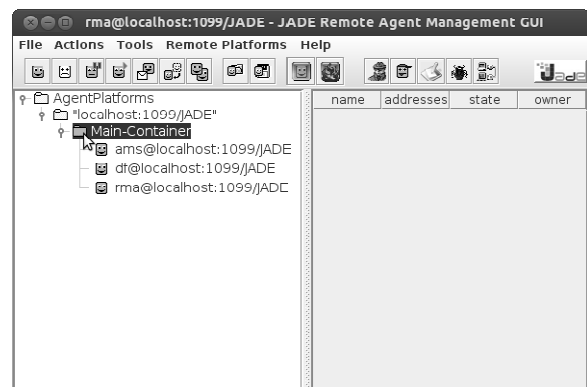 rma@localhost:1099/JADE - JADE Remote Agent Management GUI
File Actions Tools Remote Platforms Help
Jade
AgentPlatforms
name addresses state owner
"localhost:1099/JADE"
Main-Container
ams@localhost:1099/JADE
df@localhost:1099/JADE
rma@localhost:1099/JADE